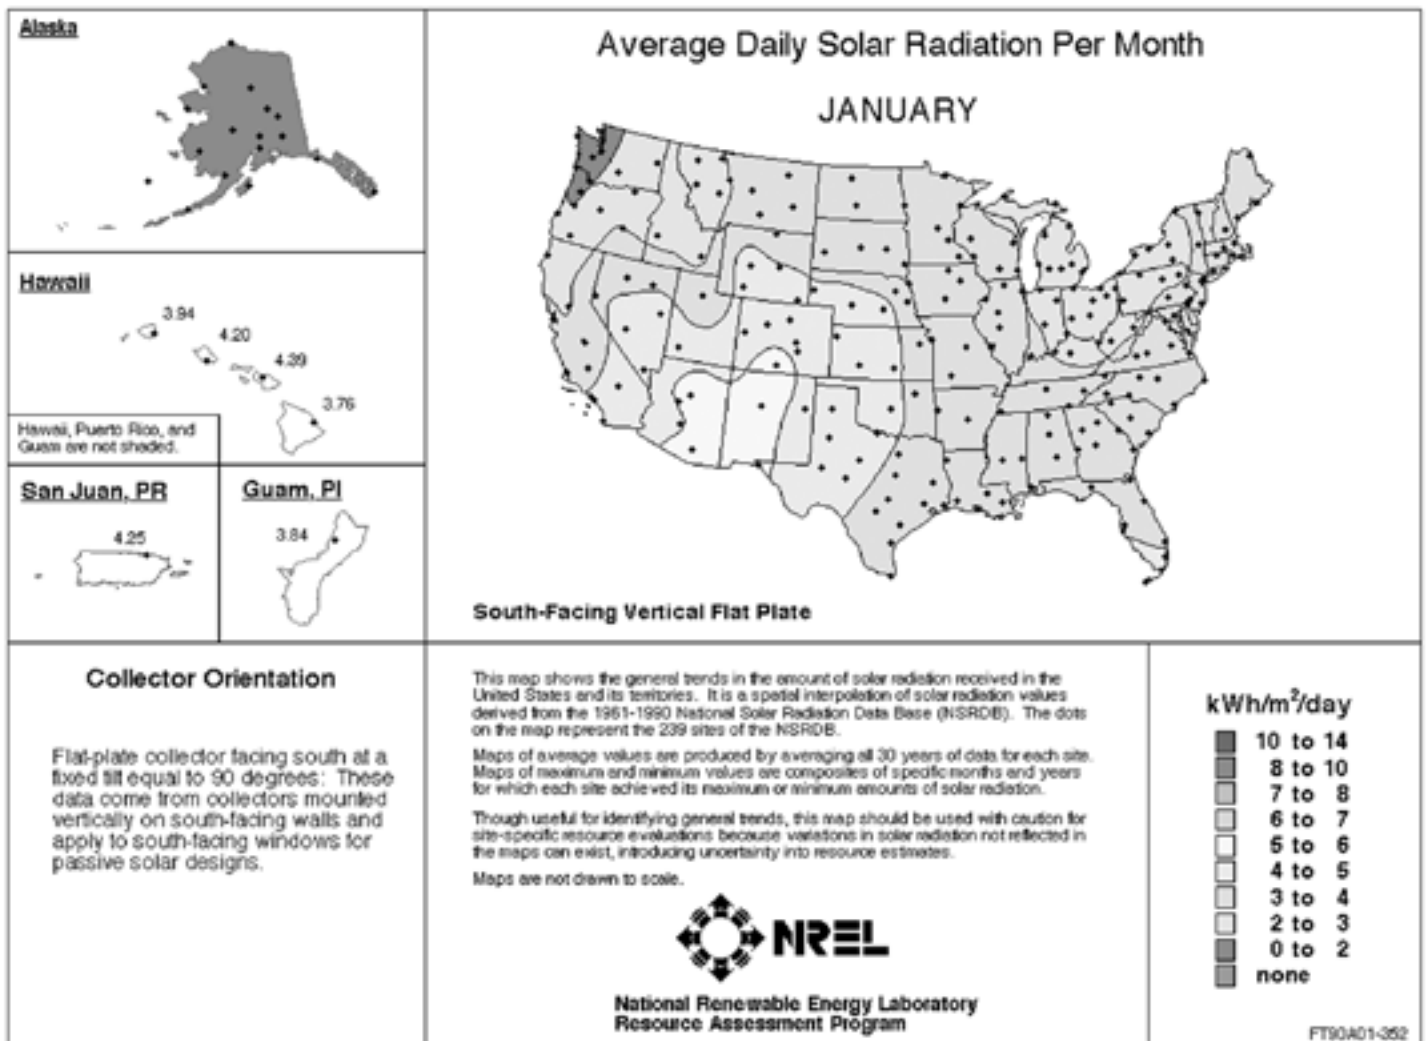 Alaska
Average Daily Solar Radiation Per Month
JANUARY
Hawaii
3.94
4.20
4.39
3.76
Hawaii, Puerto Rico, and
Guam are not shaded.
San Juan, PR
4.25
Guam, PI
3.84
South-Facing Vertical Flat Plate
Collector Orientation
Flat-plate collector facing south at a
fixed tilt equal to 90 degrees: These
data come from collectors mounted
vertically on south-facing walls and
apply to south-facing windows for
passive solar designs.
This map shows the general trends in the amount of solar radiation received in the
United States and its territories. It is a spatial interpolation of solar radiation values
derived from the 1961-1990 National Solar Radiation Data Base (NSRDB). The dots
on the map represent the 239 sites of the NSRDB.
Maps of average values are produced by averaging all 30 years of data for each site.
Maps of maximum and minimum values are composites of specific months and years
for which each site achieved its maximum or minimum amounts of solar radiation.
Though useful for identifying general trends, this map should be used with caution for
site-specific resource evaluations because variations in solar radiation not reflected in
the maps can exist, introducing uncertainty into resource estimates.
Maps are not drawn to scale.
NREL
National Renewable Energy Laboratory
Resource Assessment Program
kWh/m²/day
10 to 14
8 to 10
7 to 8
6 to 7
5 to 6
4 to 5
3 to 4
2 to 3
0 to 2
none
FT90A01-352